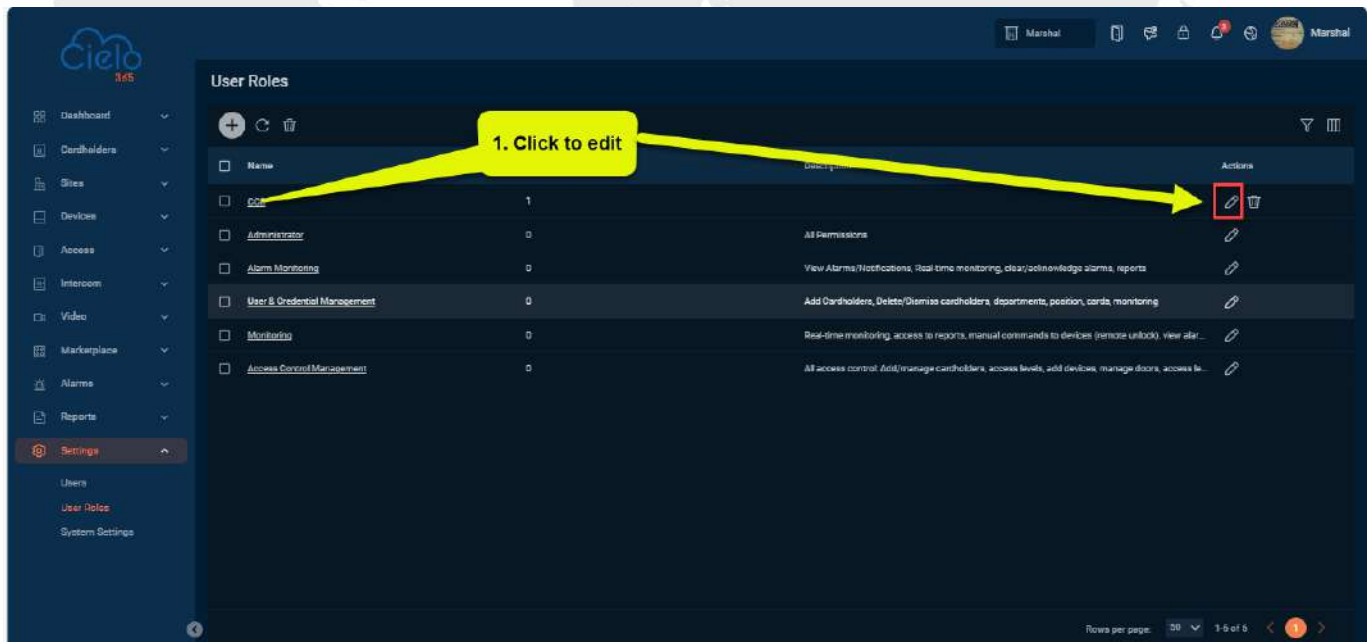 Cielo
365
Marshal
3
Marshal
User Roles
Dashboard
Cardholders
Sites
Devices
Access
Intercom
Video
Marketplace
Alarms
Reports
Settings
Users
User Roles
System Settings
1. Click to edit
Name
Actions
1
Administrator 0 All Permissions
Alarm Monitoring 0 View Alarms/Notifications, Real-time monitoring, clear/acknowledge alarms, reports
User & Credential Management 0 Add Cardholders, Delete/Dismiss cardholders, departments, position, cards, monitoring
Monitoring 0 Real-time monitoring, access to reports, manual commands to devices (remote unlock), view alar...
Access Control Management 0 All access control: Add/manage cardholders, access levels, add devices, manage doors, access le...
Rows per page: 50 1-6 of 6 1